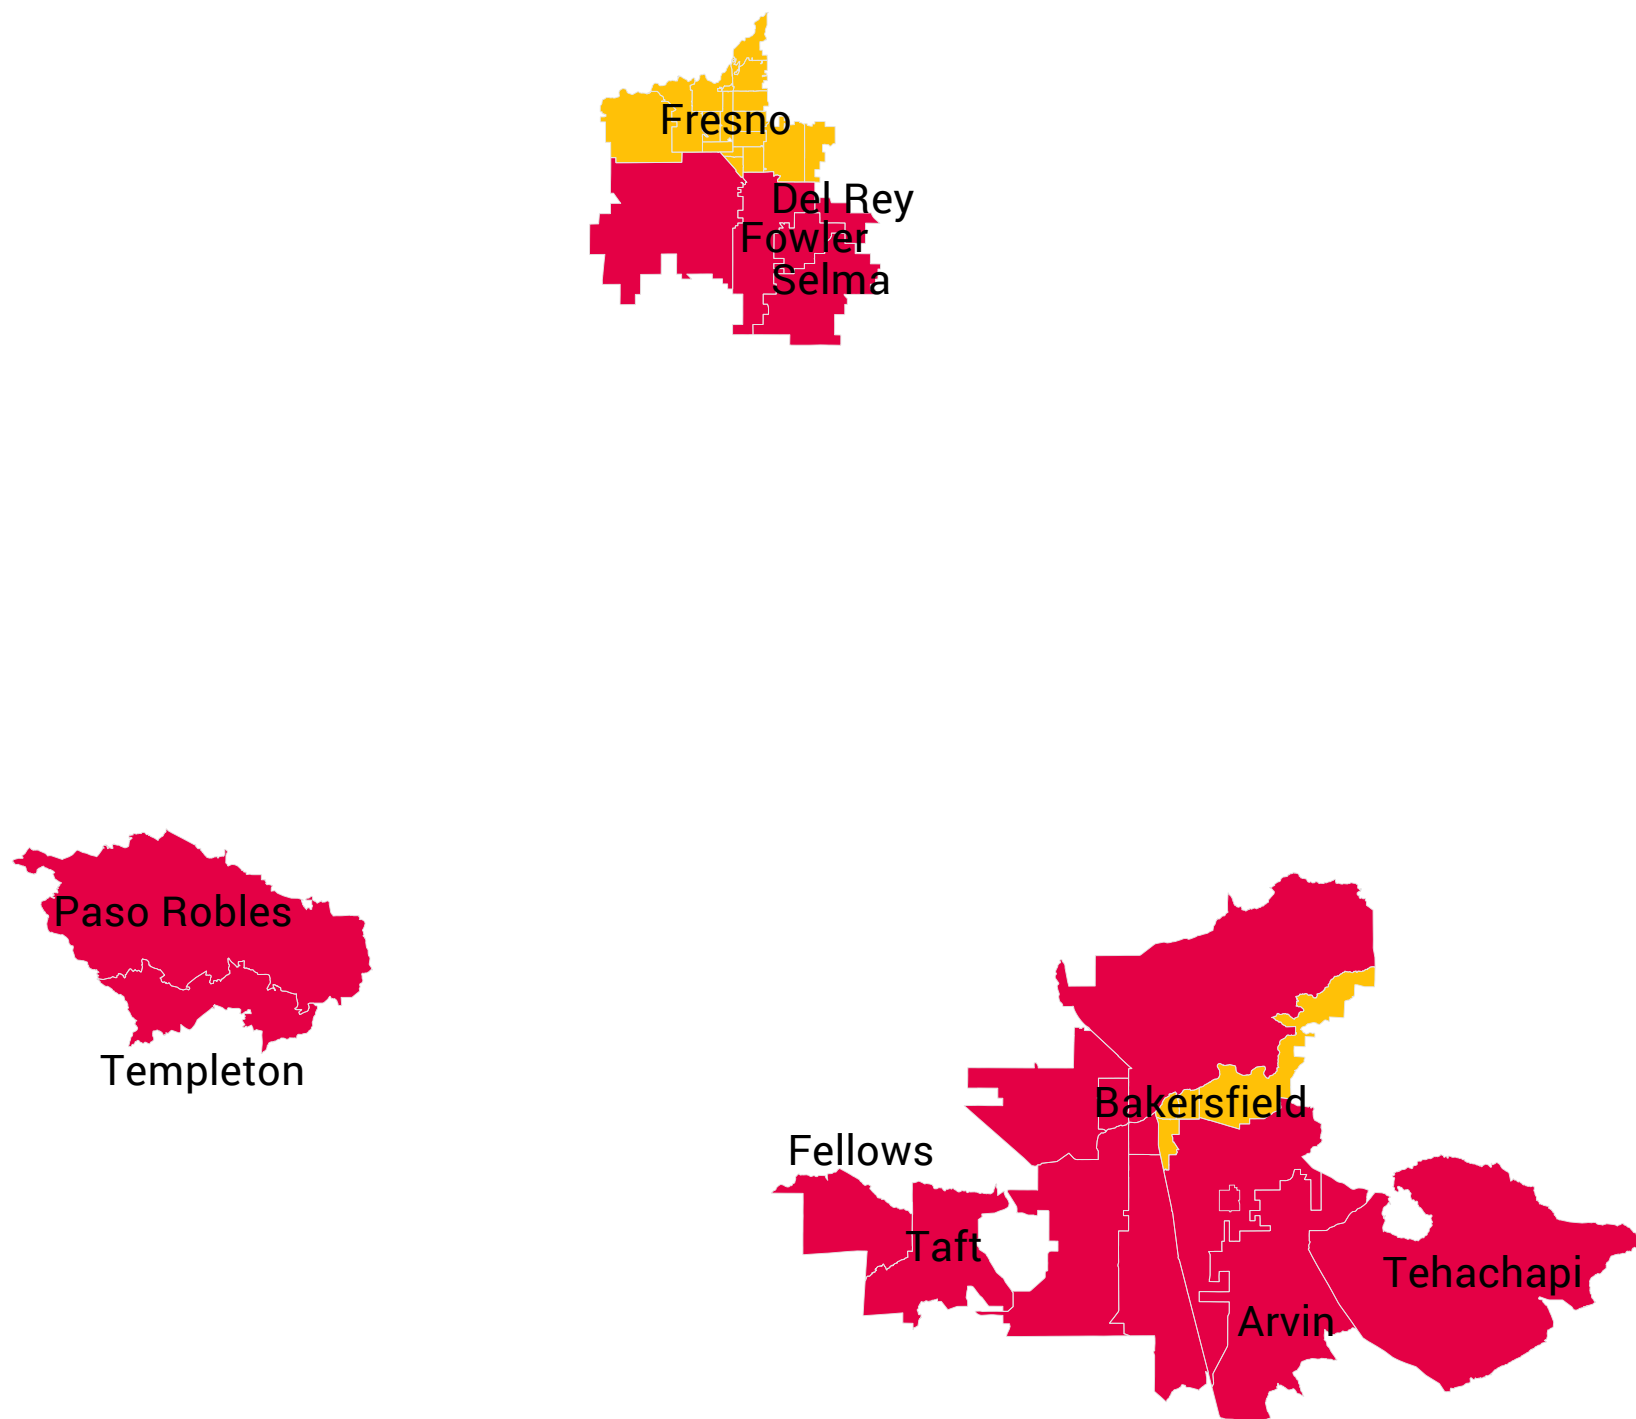 Fresno
Del Rey
Fowler
Selma
Paso Robles
Templeton
Bakersfield
Fellows
Taft
Tehachapi
Arvin